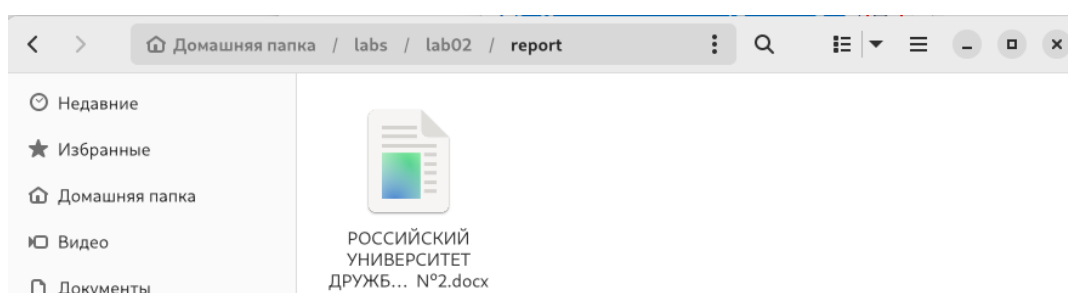 Домашняя папка / labs / lab02 / report
Недавние
Избранные
Домашняя папка
Видео
Документы
РОССИЙСКИЙ
УНИВЕРСИТЕТ
ДРУЖБ... №2.docx